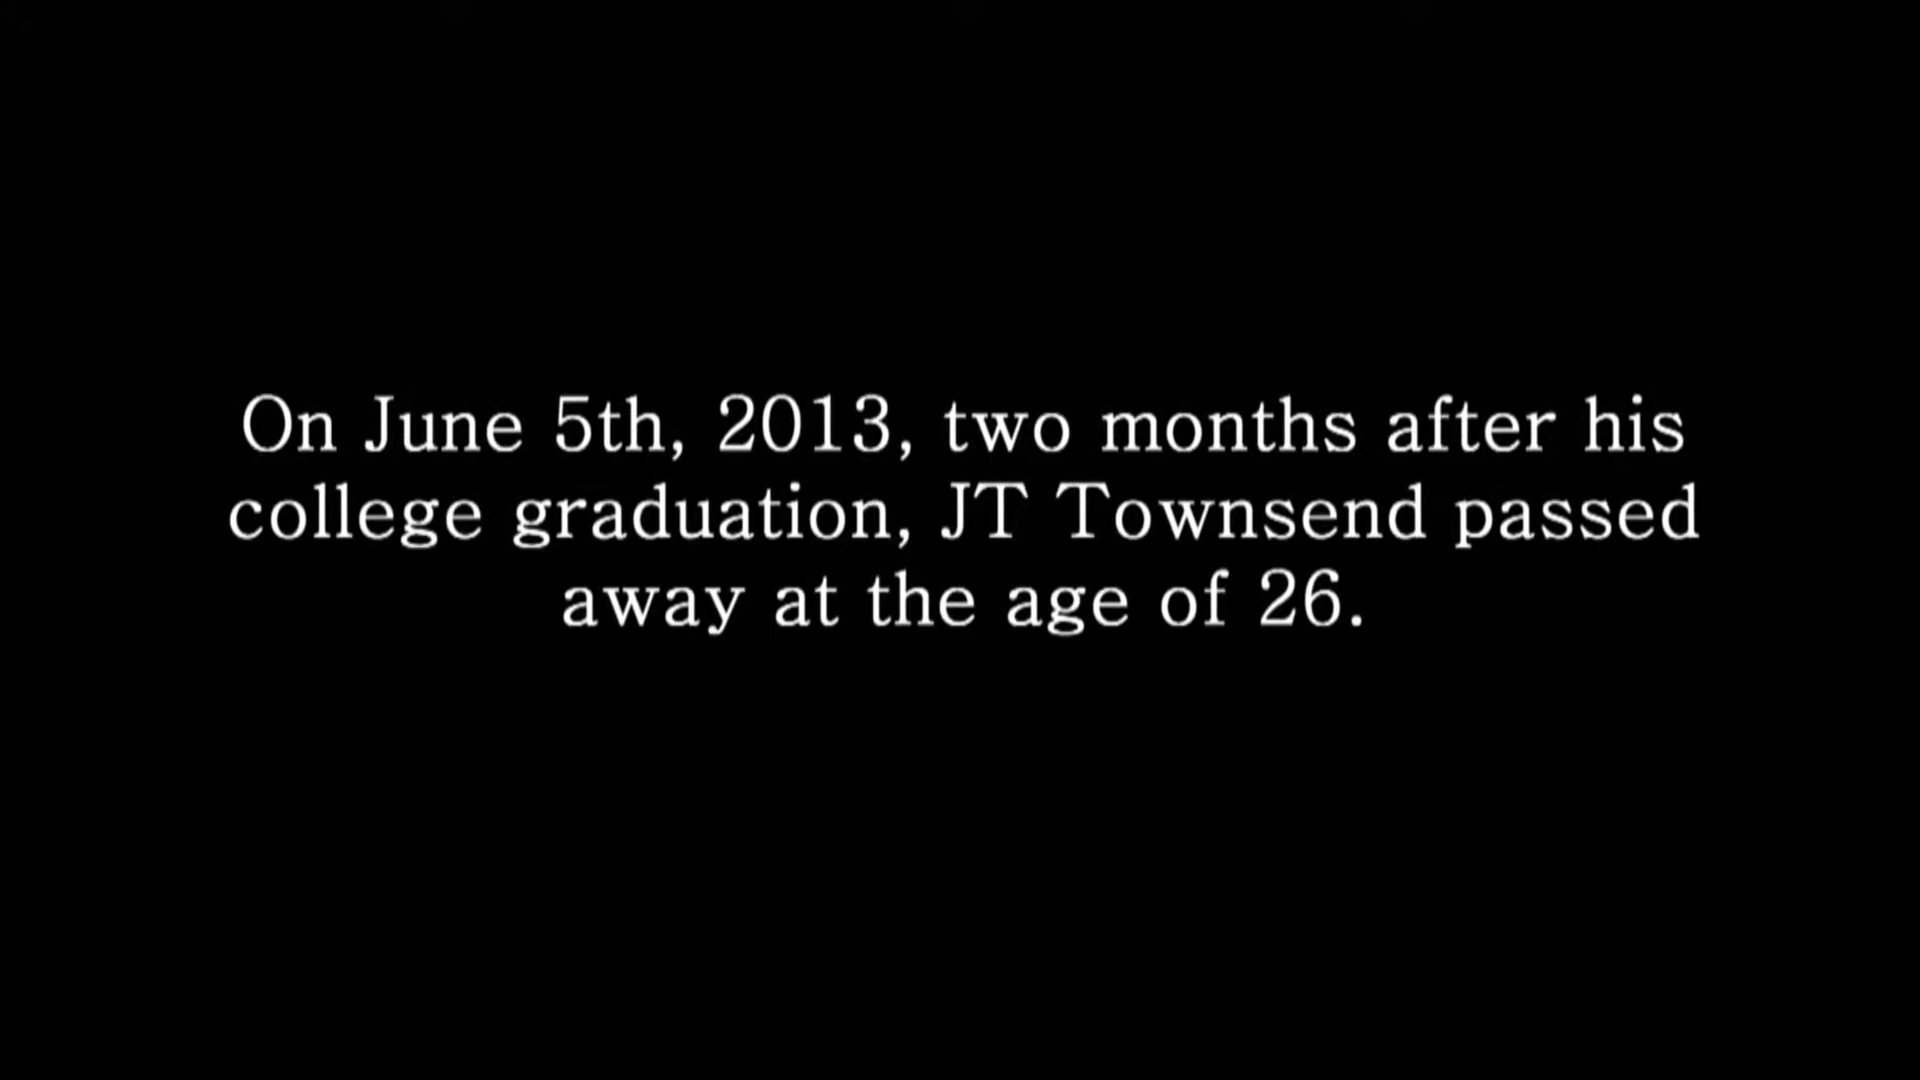 On June 5th, 2013, two months after his
college graduation, JT Townsend passed
away at the age of 26.